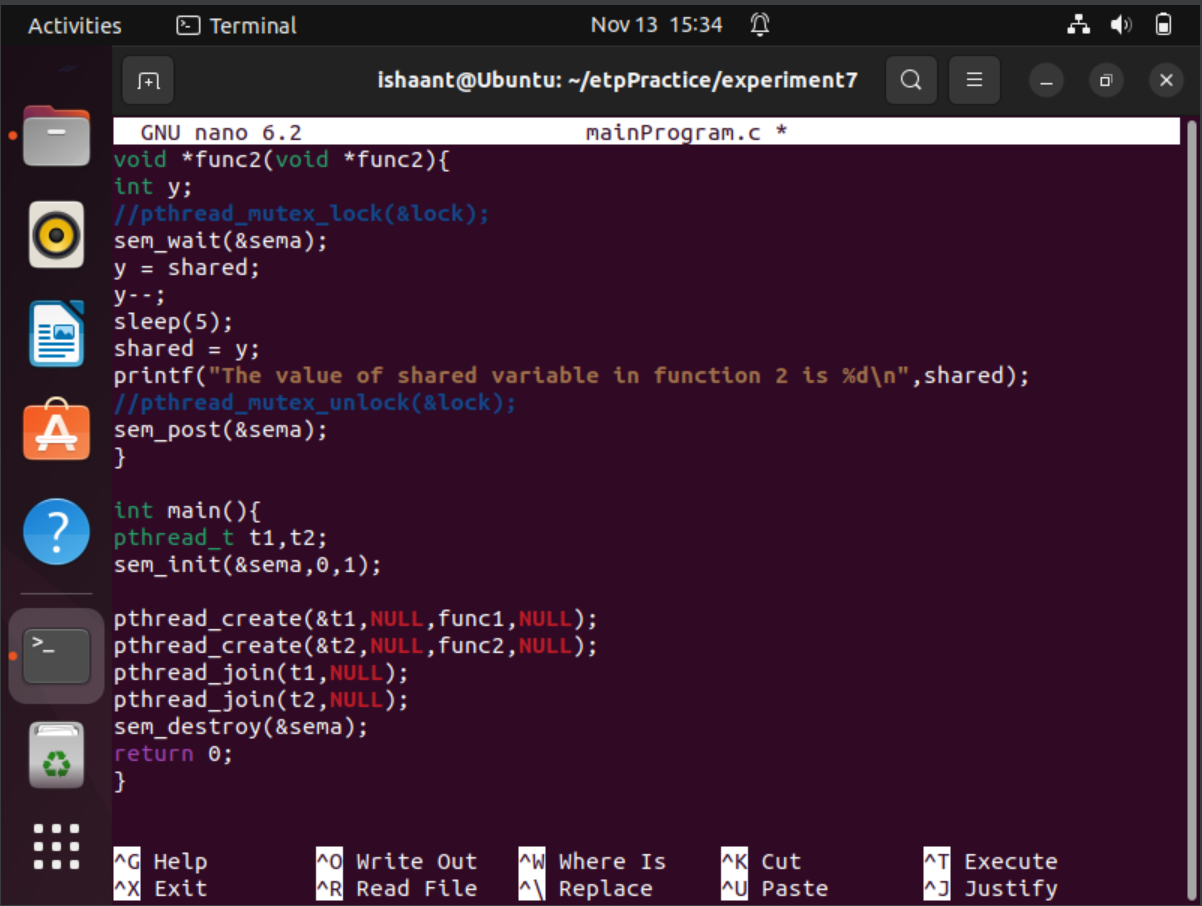 Activities
Terminal
Nov 13 15:34
ishaant@Ubuntu: ~/etpPractice/experiment7
GNU nano 6.2 mainProgram.c *
void *func2(void *func2){
int y;
//pthread_mutex_lock(&lock);
sem_wait(&sema);
y = shared;
y--;
sleep(5);
shared = y;
printf("The value of shared variable in function 2 is %d\n",shared);
//pthread_mutex_unlock(&lock);
sem_post(&sema);
}
int main(){
pthread_t t1,t2;
sem_init(&sema,0,1);
pthread_create(&t1,NULL,func1,NULL);
pthread_create(&t2,NULL,func2,NULL);
pthread_join(t1,NULL);
pthread_join(t2,NULL);
sem_destroy(&sema);
return 0;
}
^G Help ^O Write Out ^W Where Is ^K Cut ^T Execute
^X Exit ^R Read File ^\ Replace ^U Paste ^J Justify